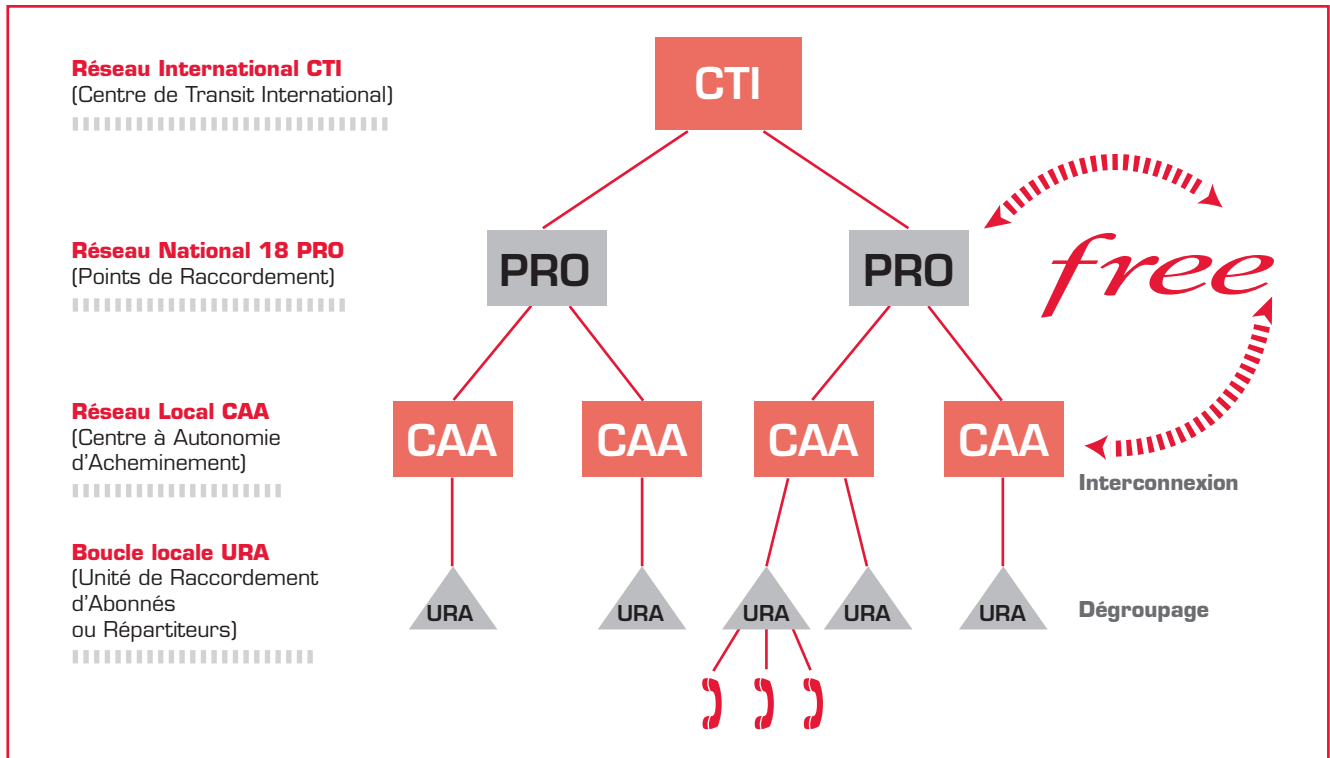 Réseau International CTI
(Centre de Transit International)
CTI
Réseau National 18 PRO
(Points de Raccordement)
PRO
PRO
free
Réseau Local CAA
(Centre à Autonomie
d'Acheminement)
CAA
CAA
CAA
CAA
Interconnexion
Boucle locale URA
(Unité de Raccordement
d'Abonnés
ou Répartiteurs)
URA
URA
URA
URA
URA
Dégroupage